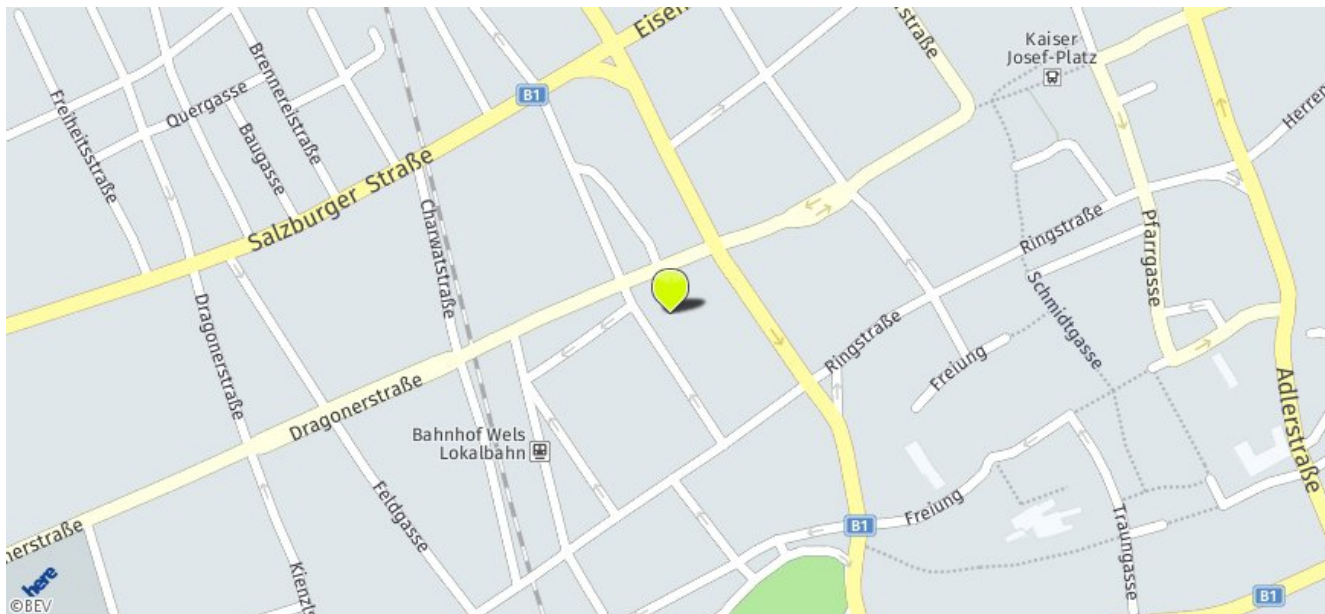 Eisen
straße
Kaiser
Josef-Platz
Brennereistraße
Freiheitsstraße
Quergasse
B1
Baugasse
Herren
Salzburger Straße
Charwatstraße
Ringstraße
Pfarrgasse
Schmidtgasse
Dragonerstraße
Ringstraße
Freiung
Adlerstraße
Dragonerstraße
Bahnhof Wels
Lokalbahn
Feldgasse
Freiung
B1
Traungasse
nerstraße
Kienzls
here
B1
©BEV